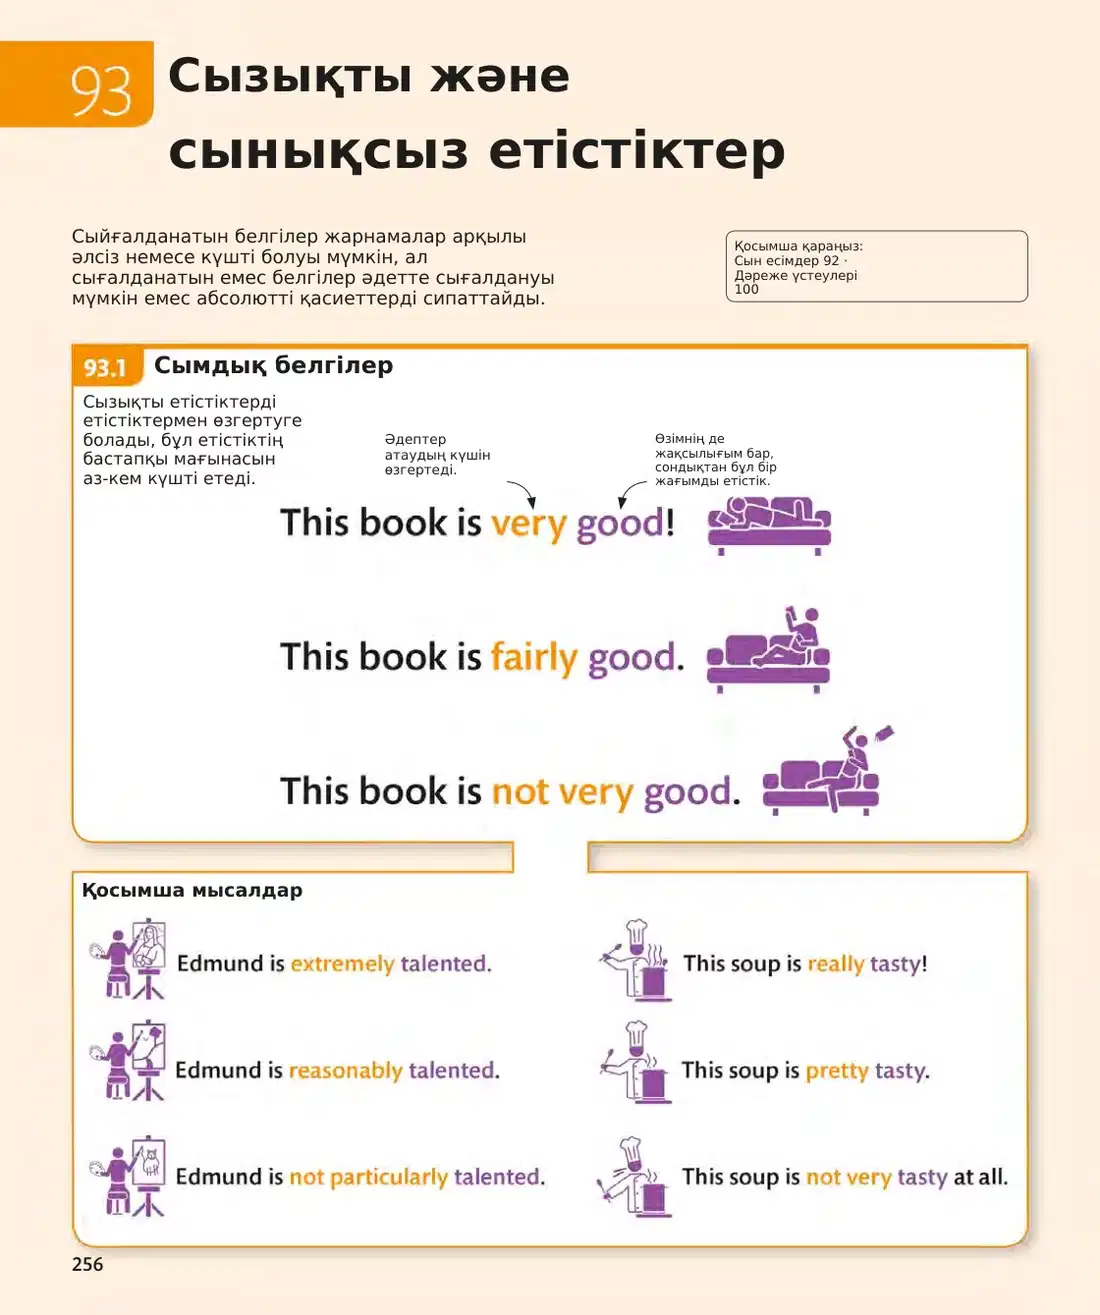 93
Сызықты және
сынықсыз етістіктер
Сыйғалданатын белгілер жарнамалар арқылы
әлсіз немесе күшті болуы мүмкін, ал
сығалданатын емес белгілер әдетте сығалдануы
мүмкін емес абсолютті қасиеттерді сипаттайды.
Қосымша қараңыз:
Сын есімдер 92 ·
Дәреже үстеулері
100
93.1 Сымдық белгілер
Сызықты етістіктерді
етістіктермен өзгертуге
болады, бұл етістіктің
бастапқы мағынасын
аз-кем күшті етеді.
Әдептер
атаудың күшін
өзгертеді.
Өзімнің де
жақсылығым бар,
сондықтан бұл бір
жағымды етістік.
This book is very good!
This book is fairly good.
This book is not very good.
Қосымша мысалдар
Edmund is extremely talented.
This soup is really tasty!
Edmund is reasonably talented.
This soup is pretty tasty.
Edmund is not particularly talented.
This soup is not very tasty at all.
256